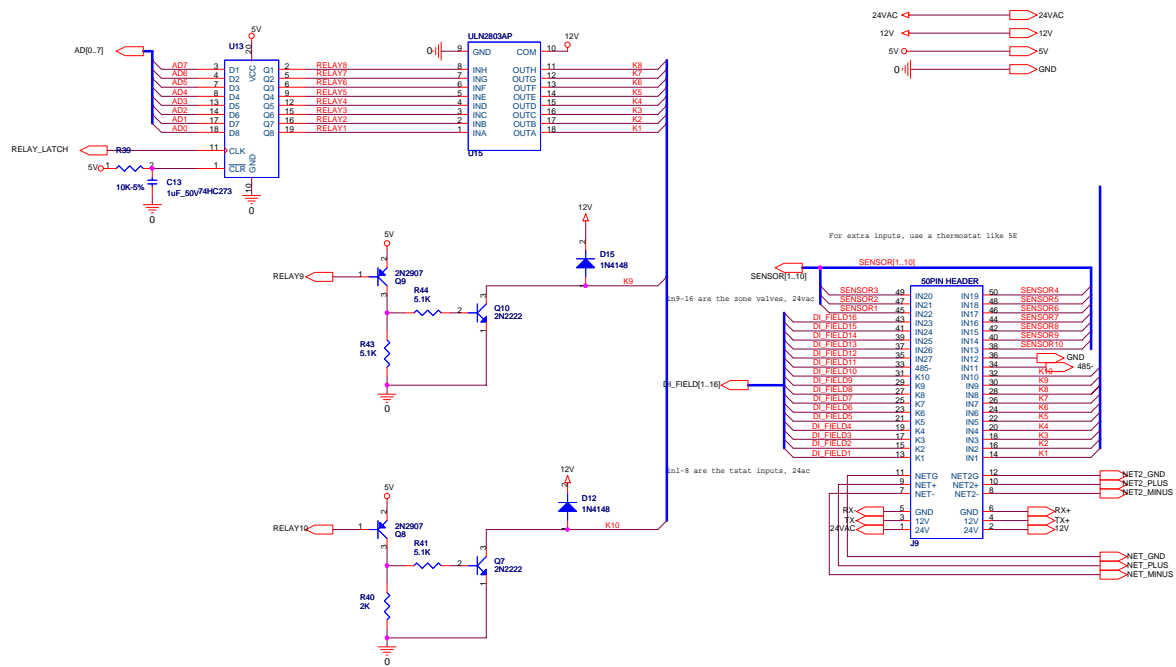 24VAC 24VAC
12V 12V
5V 5V
0 GND
AD[0..7]
5V
U13
20
VCC
AD7 3 D1 Q1 2 RELAY8
AD6 4 D2 Q2 5 RELAY7
AD5 7 D3 Q3 6 RELAY6
AD4 8 D4 Q4 9 RELAY5
AD3 13 D5 Q5 12 RELAY4
AD2 14 D6 Q6 15 RELAY3
AD1 17 D7 Q7 16 RELAY2
AD0 18 D8 Q8 19 RELAY1
RELAY_LATCH 11 CLK
R39
5V 1 2 1 CLR
GND
10
10K-5%
C13
1uF_50V
74HC273
0
0
ULN2803AP
12V
0 9 GND COM 10
8 INH OUTH 11 K8
7 ING OUTG 12 K7
6 INF OUTF 13 K6
5 INE OUTE 14 K5
4 IND OUTD 15 K4
3 INC OUTC 16 K3
2 INB OUTB 17 K2
1 INA OUTA 18 K1
U15
12V
2
D15
1N4148
1
K9
5V
2
RELAY9 1
2N2907
Q9
3
R44
5.1K
2
3
Q10
2N2222
1
R43
5.1K
0
12V
2
D12
1N4148
1
K10
5V
2
RELAY10 1
2N2907
Q8
3
R41
5.1K
2
3
Q7
2N2222
1
R40
2K
0
For extra inputs, use a thermostat like 5E
SENSOR[1..10]
SENSOR[1..10]
50PIN HEADER
in9-16 are the zone valves, 24vac
SENSOR3 49 IN20 IN19 50 SENSOR4
SENSOR2 47 IN21 IN18 48 SENSOR5
SENSOR1 45 IN22 IN17 46 SENSOR6
DI_FIELD16 43 IN23 IN16 44 SENSOR7
DI_FIELD15 41 IN24 IN15 42 SENSOR8
DI_FIELD14 39 IN25 IN14 40 SENSOR9
DI_FIELD13 37 IN26 IN13 38 SENSOR10
DI_FIELD12 35 IN27 IN12 36 GND
DI_FIELD11 33 485- IN11 34 485-
DI_FIELD10 31 K10 IN10 32 K10
DI_FIELD9 29 K9 IN9 30 K9
DI_FIELD8 27 K8 IN8 28 K8
DI_FIELD7 25 K7 IN7 26 K7
DI_FIELD6 23 K6 IN6 24 K6
DI_FIELD5 21 K5 IN5 22 K5
DI_FIELD4 19 K4 IN4 20 K4
DI_FIELD3 17 K3 IN3 18 K3
DI_FIELD2 15 K2 IN2 16 K2
DI_FIELD1 13 K1 IN1 14 K1
DI_FIELD[1..16]
in1-8 are the tstat inputs, 24ac
11 NETG NET2G 12 NET2_GND
9 NET+ NET2+ 10 NET2_PLUS
7 NET- NET2- 8 NET2_MINUS
RX- 5 GND GND 6 RX+
TX- 3 12V 12V 4 TX+
24VAC 1 24V 24V 2 12V
J9
NET_GND
NET_PLUS
NET_MINUS